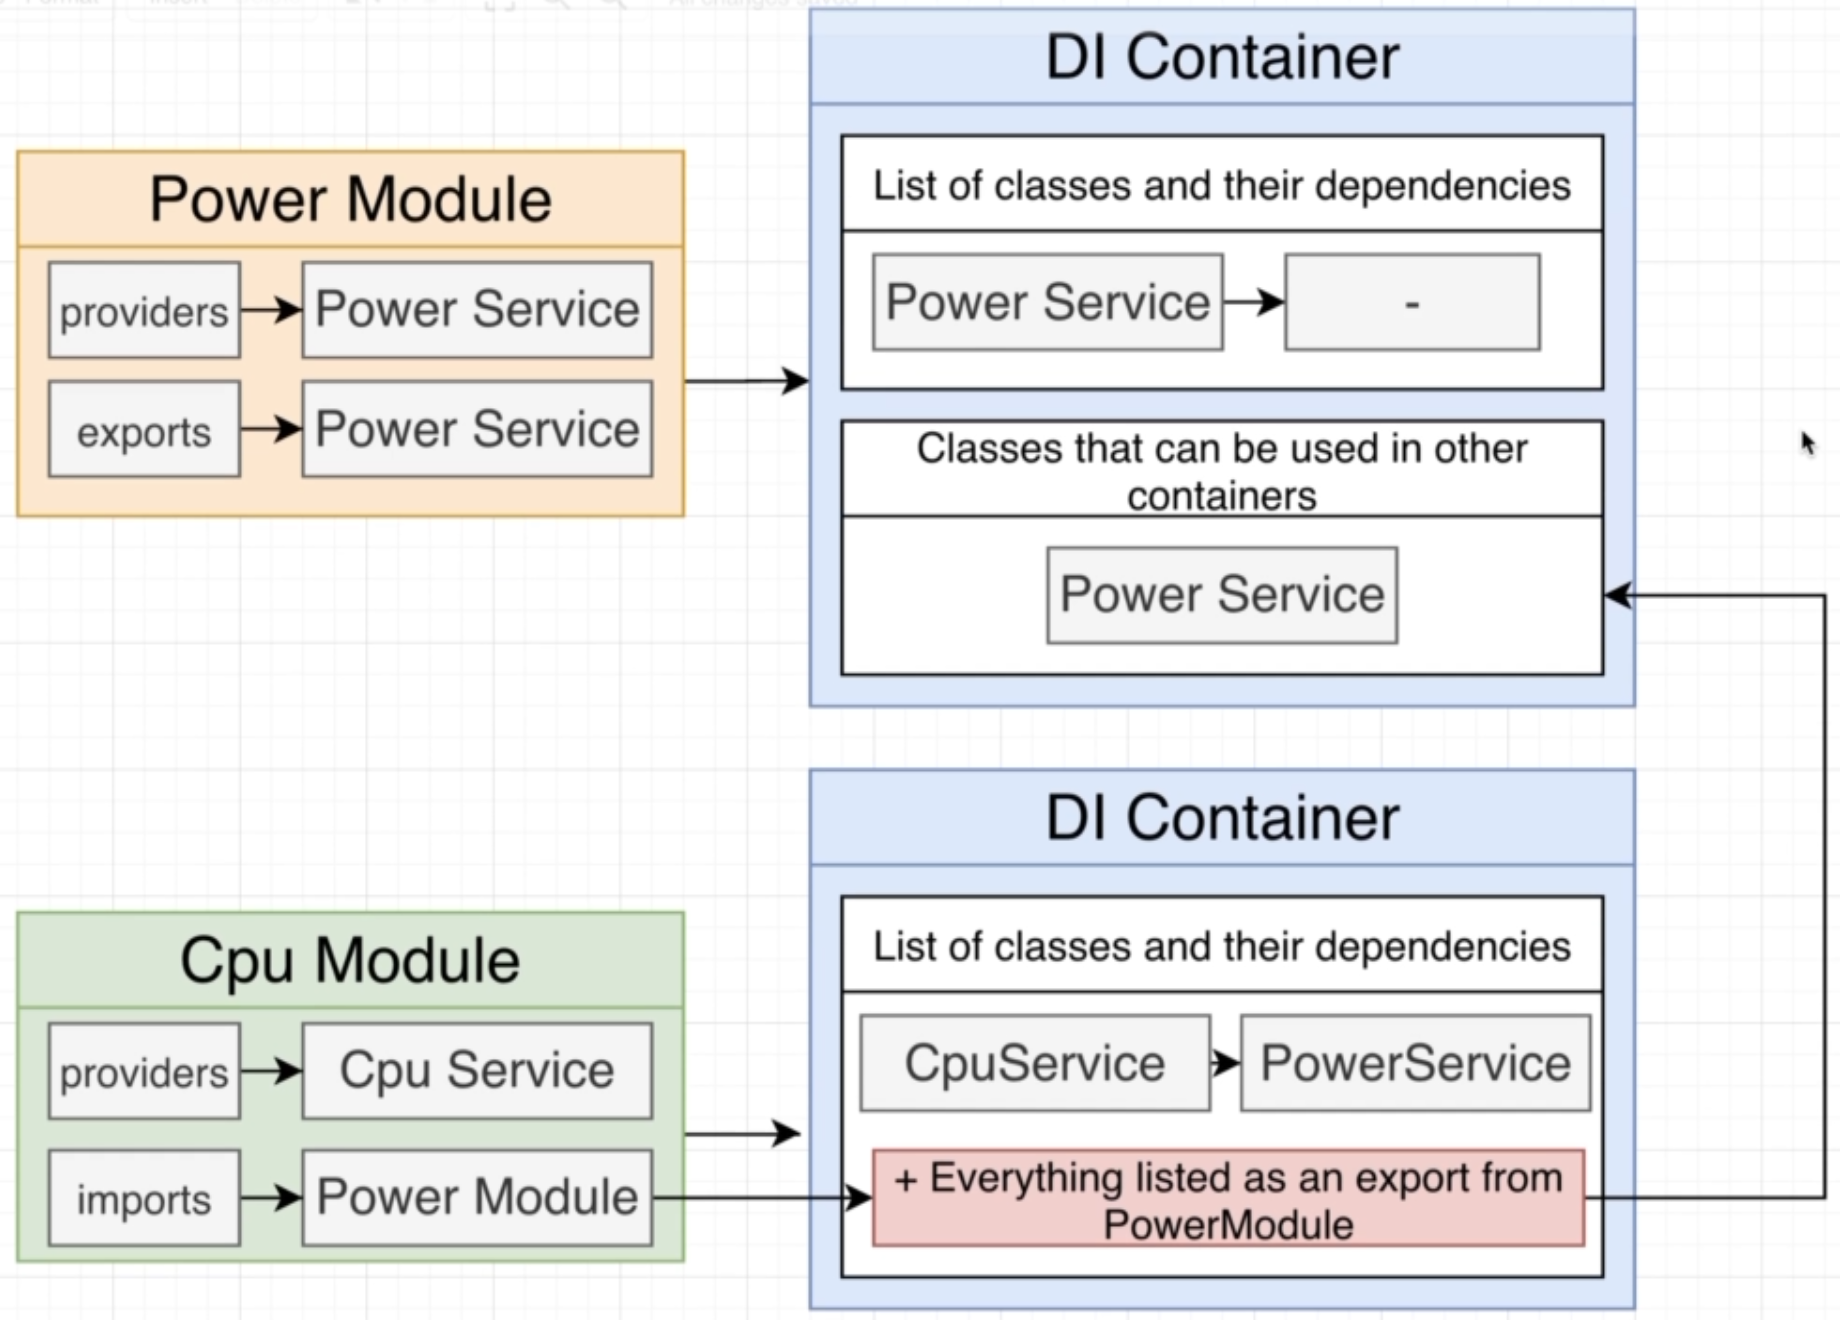 DI Container
List of classes and their dependencies
Power Module
providers
Power Service
Power Service
-
exports
Power Service
Classes that can be used in other
containers
Power Service
DI Container
List of classes and their dependencies
Cpu Module
providers
Cpu Service
CpuService
PowerService
imports
Power Module
+ Everything listed as an export from
PowerModule